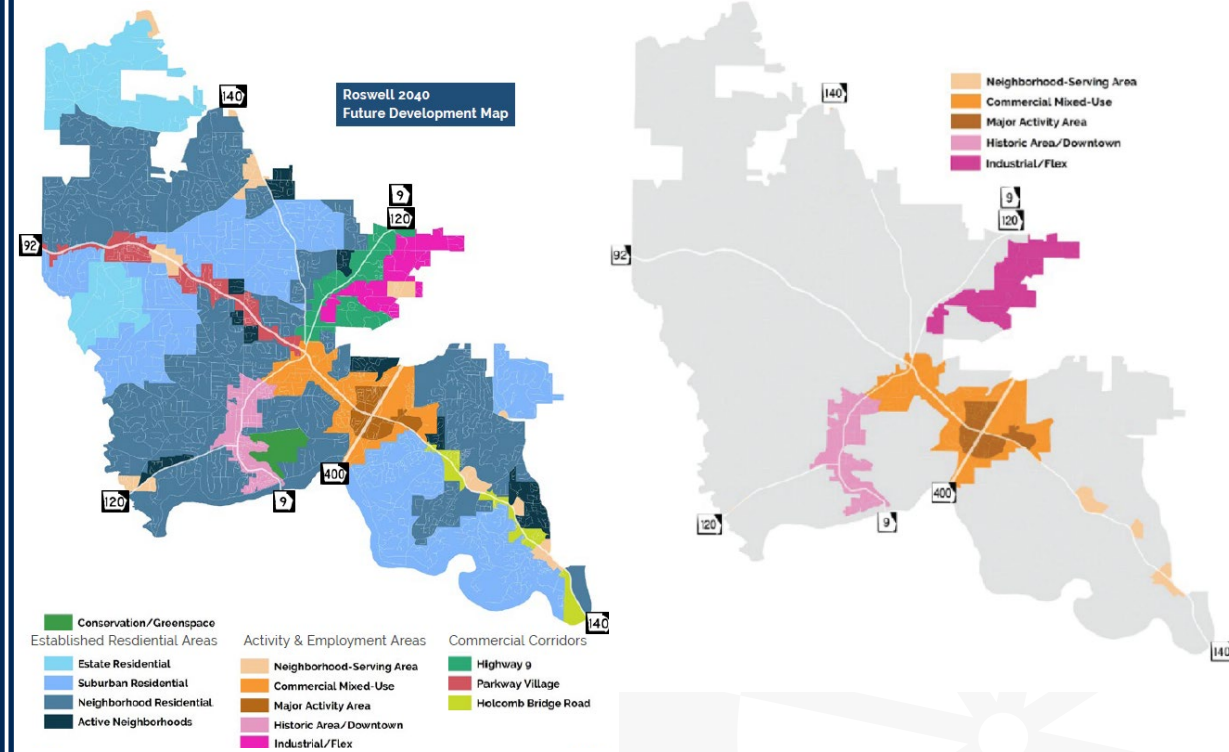 Roswell 2040
Future Development Map
140
9
120
92
400
120
9
140
Conservation/Greenspace
Established Resdiential Areas
Estate Residential
Suburban Residential
Neighborhood Residential
Active Neighborhoods
Activity & Employment Areas
Neighborhood-Serving Area
Commercial Mixed-Use
Major Activity Area
Historic Area/Downtown
Industrial/Flex
Commercial Corridors
Highway 9
Parkway Village
Holcomb Bridge Road
Neighborhood-Serving Area
Commercial Mixed-Use
Major Activity Area
Historic Area/Downtown
Industrial/Flex
140
9
120
92
400
120
9
140